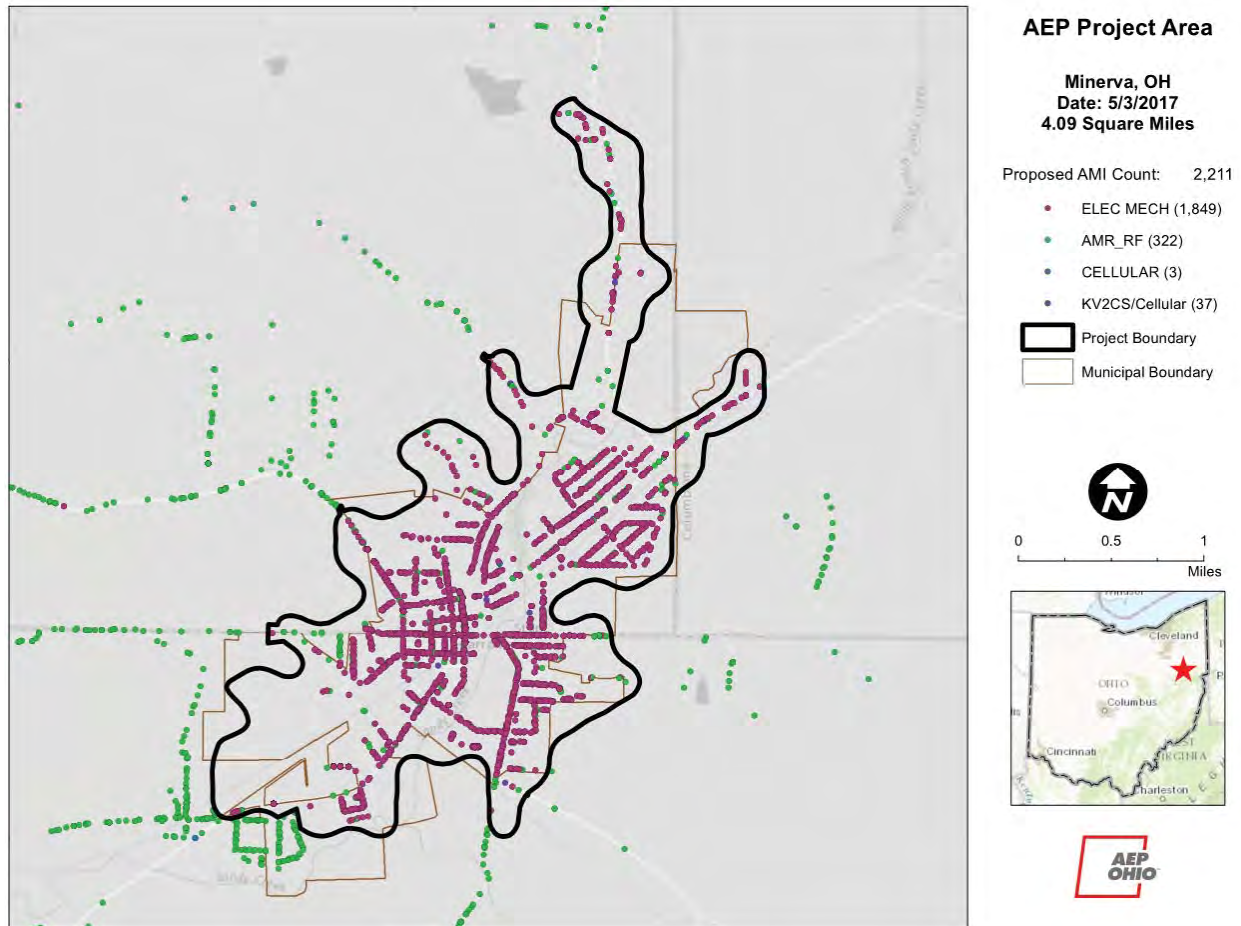 AEP Project Area
Minerva, OH
Date: 5/3/2017
4.09 Square Miles
Proposed AMI Count: 2,211
ELEC MECH (1,849)
AMR_RF (322)
CELLULAR (3)
KV2CS/Cellular (37)
Project Boundary
Municipal Boundary
N
0 0.5 1
Miles
Cleveland
OHIO
Columbus
Cincinnati
WEST
VIRGINIA
Charleston
AEP
OHIO